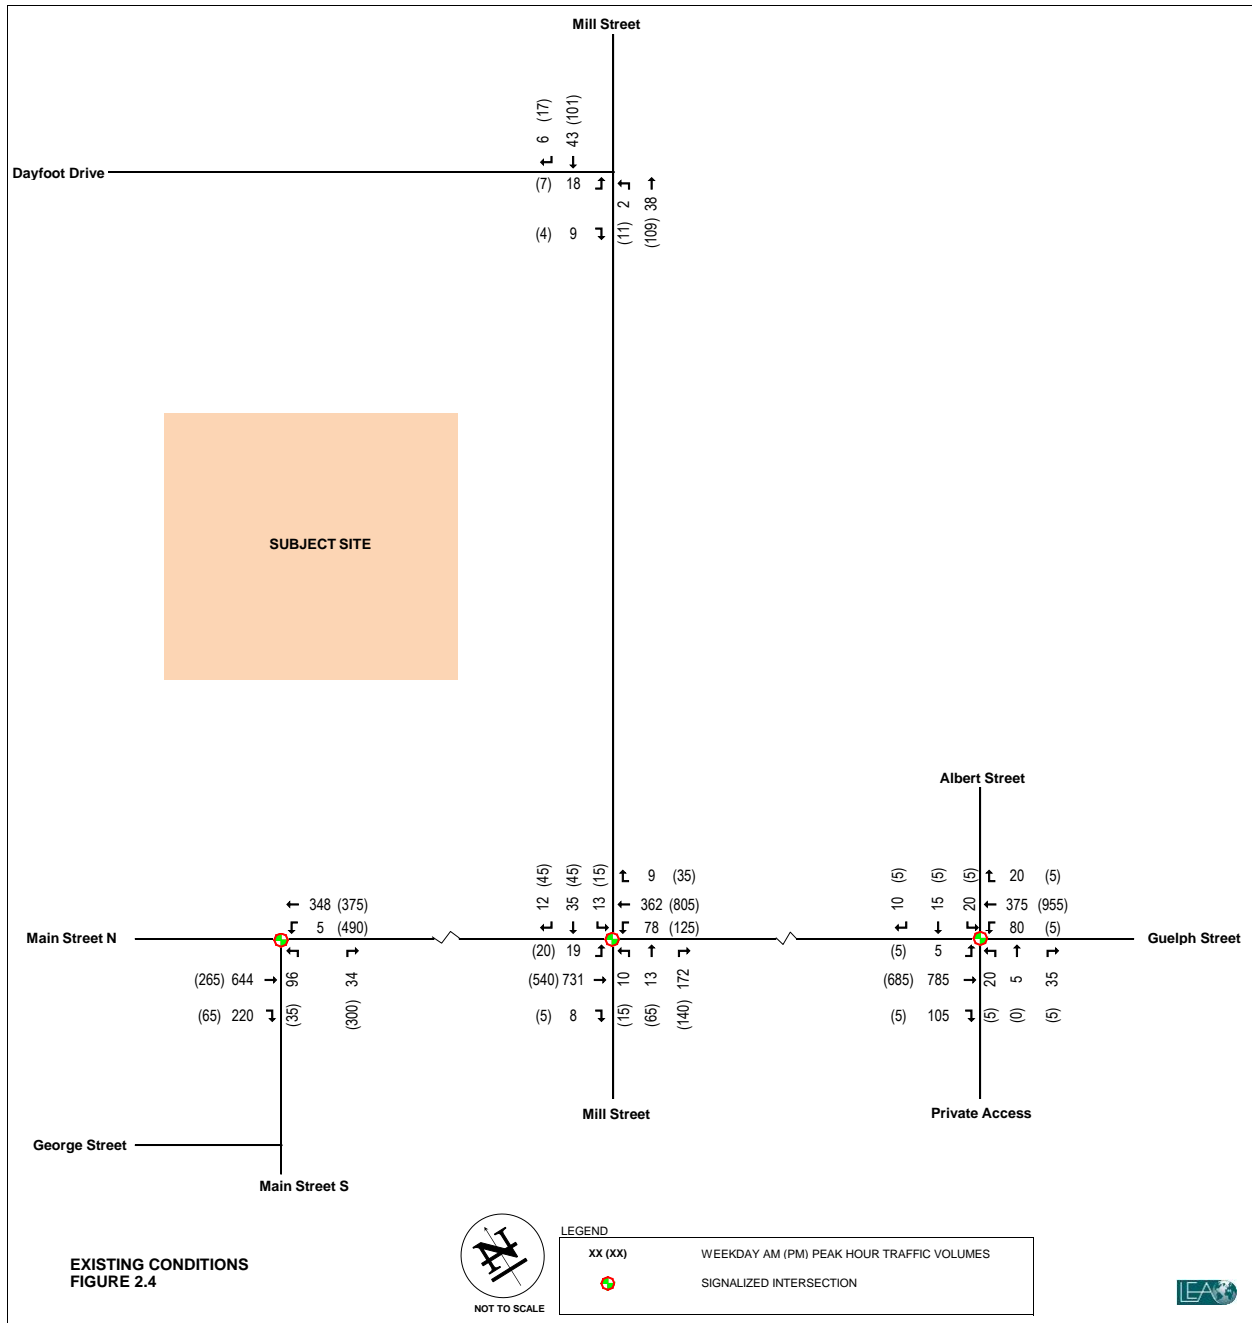 Mill Street
6 (17)
43 (101)
Dayfoot Drive
(7) 18
2 (11)
38 (109)
(4) 9
SUBJECT SITE
Albert Street
12 (45)
35 (45)
13 (15)
9 (35)
10 (5)
15 (5)
20 (5)
20 (5)
348 (375)
362 (805)
375 (955)
5 (490)
78 (125)
80 (5)
Main Street N
Guelph Street
(20) 19
(5) 5
(265) 644
96 (35)
34 (300)
(540) 731
10 (15)
13 (65)
172 (140)
(685) 785
20 (5)
5 (0)
35 (5)
(65) 220
(5) 8
(5) 105
Mill Street
Private Access
George Street
Main Street S
EXISTING CONDITIONS
FIGURE 2.4
N
NOT TO SCALE
LEGEND
XX (XX) WEEKDAY AM (PM) PEAK HOUR TRAFFIC VOLUMES
SIGNALIZED INTERSECTION
LEA